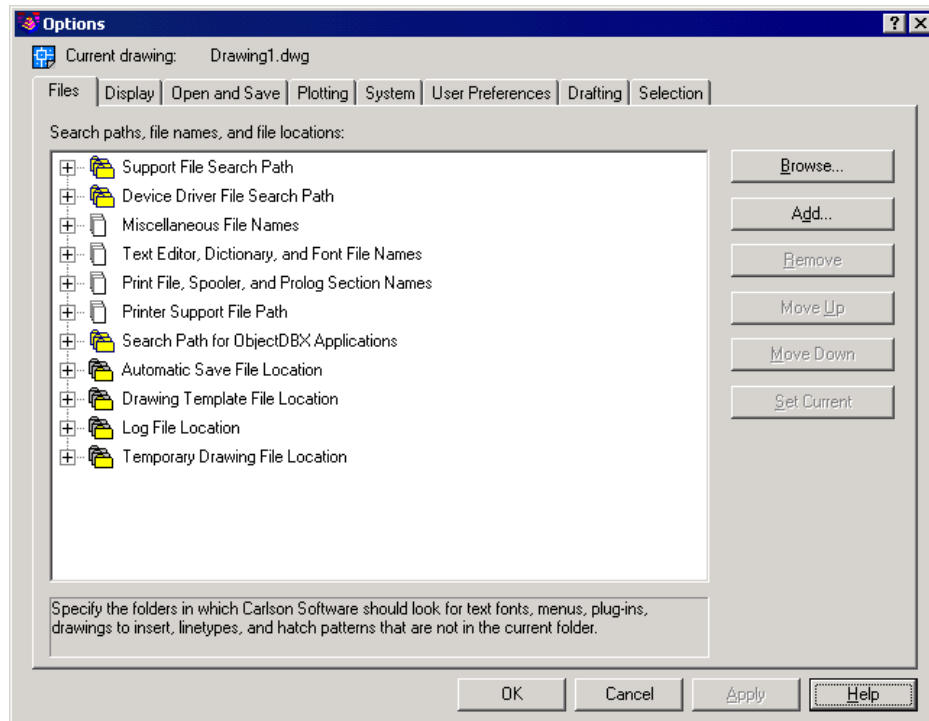 Options
Current drawing: Drawing1.dwg
Files Display Open and Save Plotting System User Preferences Drafting Selection
Search paths, file names, and file locations:
Support File Search Path
Device Driver File Search Path
Miscellaneous File Names
Text Editor, Dictionary, and Font File Names
Print File, Spooler, and Prolog Section Names
Printer Support File Path
Search Path for ObjectDBX Applications
Automatic Save File Location
Drawing Template File Location
Log File Location
Temporary Drawing File Location
Browse...
Add...
Remove
Move Up
Move Down
Set Current
Specify the folders in which Carlson Software should look for text fonts, menus, plug-ins,
drawings to insert, linetypes, and hatch patterns that are not in the current folder.
OK Cancel Apply Help